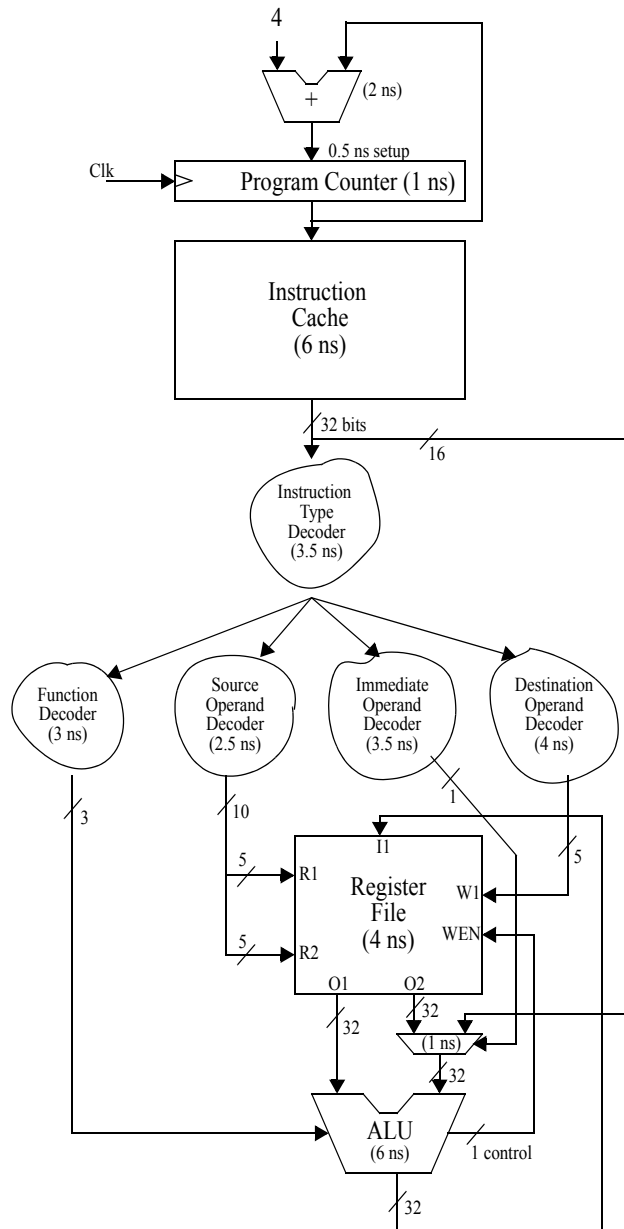 4
+
(2 ns)
0.5 ns setup
Clk
Program Counter (1 ns)
Instruction
Cache
(6 ns)
32 bits
16
Instruction
Type
Decoder
(3.5 ns)
Function
Decoder
(3 ns)
Source
Operand
Decoder
(2.5 ns)
Immediate
Operand
Decoder
(3.5 ns)
Destination
Operand
Decoder
(4 ns)
3
10
1
5
I1
5
R1
Register
File
(4 ns)
W1
WEN
5
R2
O1
O2
32
32
(1 ns)
32
ALU
(6 ns)
1 control
32